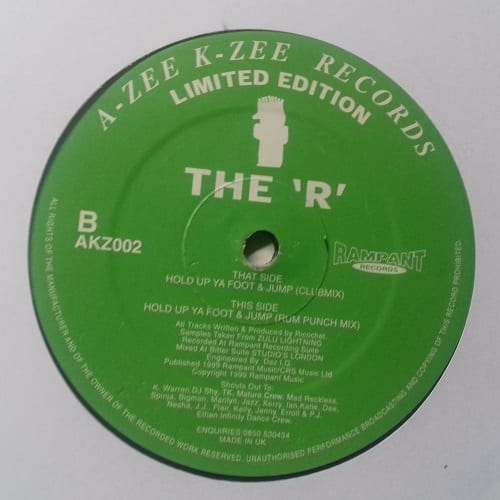 A-ZEE K-ZEE RECORDS
LIMITED EDITION
THE 'R'
B
AKZ002
RAMPANT
RECORDS
THAT SIDE
HOLD UP YA FOOT & JUMP (CLUBMIX)
THIS SIDE
HOLD UP YA FOOT & JUMP (RUM PUNCH MIX)
All Tracks Written & Produced by Ricochet.
Samples Taken From ZULU LIGHTNING
Recorded At Rampant Recording Suite
Mixed At Bitter Suite STUDIO'S LONDON
Engineered By Daz I.Q.
Published 1999 Rampant Music/CRS Music Ltd
Copyright 1999 Rampant Music
Shouts Out To:
K. Warren DJ Shy, TK, Mature Crew, Mad Reckless,
Spinja, Bigman, Marilyn, Jazz, Kerry, Ian, Katie, Dee,
Nesha, J.J., Flair, Kelly, Jenny, Erroll & P.J.
Ethan Infinity Dance Crew.
ENQUIRIES 0850 530434
MADE IN UK
ALL RIGHTS OF THE MANUFACTURER AND OF THE OWNER OF THE RECORDED WORK RESERVED. UNAUTHORISED PERFORMANCE BROADCASTING AND COPYING OF THIS RECORD PROHIBITED.